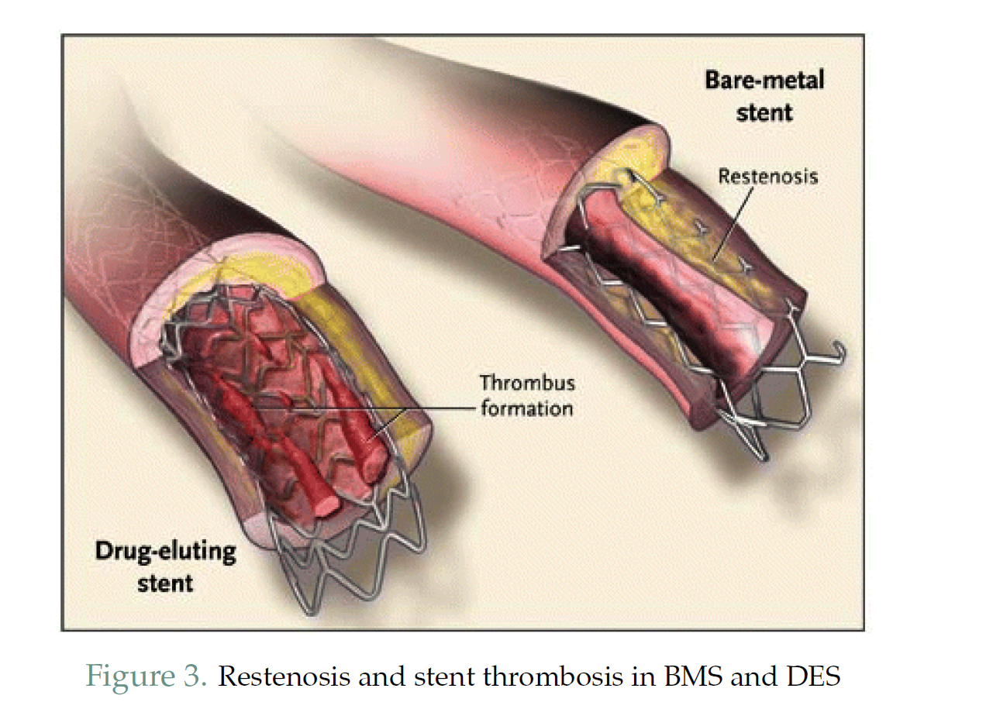 Bare-metal
stent
Restenosis
Thrombus
formation
Drug-eluting
stent
Figure 3. Restenosis and stent thrombosis in BMS and DES